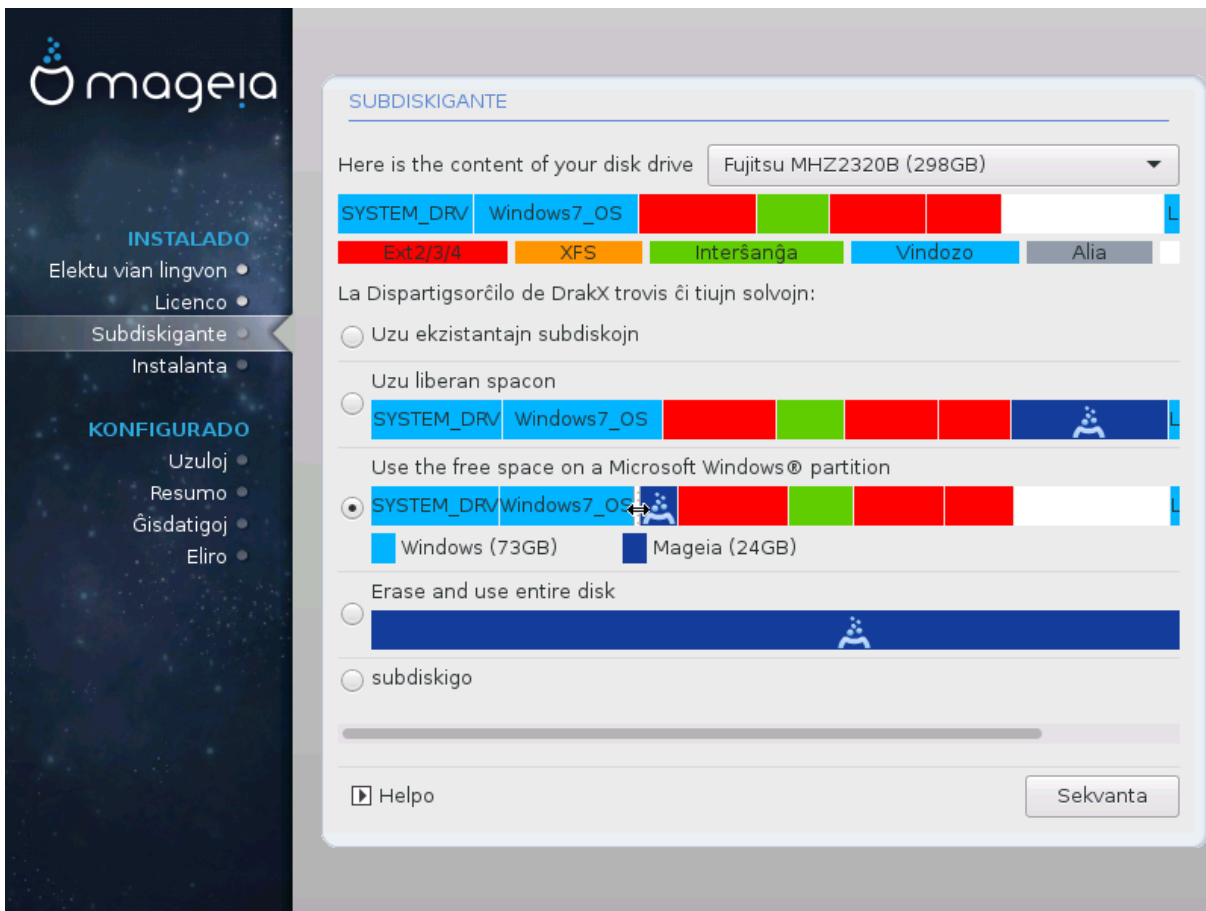 mageia
INSTALADO
Elektu vian lingvon
Licenco
Subdiskigante
Instalanta
KONFIGURADO
Uzuloj
Resumo
Ĝisdatigoj
Eliro
SUBDISKIGANTE
Here is the content of your disk drive Fujitsu MHZ2320B (298GB)
SYSTEM_DRV Windows7_OS L
Ext2/3/4 XFS Interŝanĝa Vindozo Alia
La Dispartigsorĉilo de DrakX trovis ĉi tiujn solvojn:
Uzu ekzistantajn subdiskojn
Uzu liberan spacon
SYSTEM_DRV Windows7_OS L
Use the free space on a Microsoft Windows® partition
SYSTEM_DRV Windows7_OS L
Windows (73GB) Mageia (24GB)
Erase and use entire disk
subdiskigo
Helpo Sekvanta